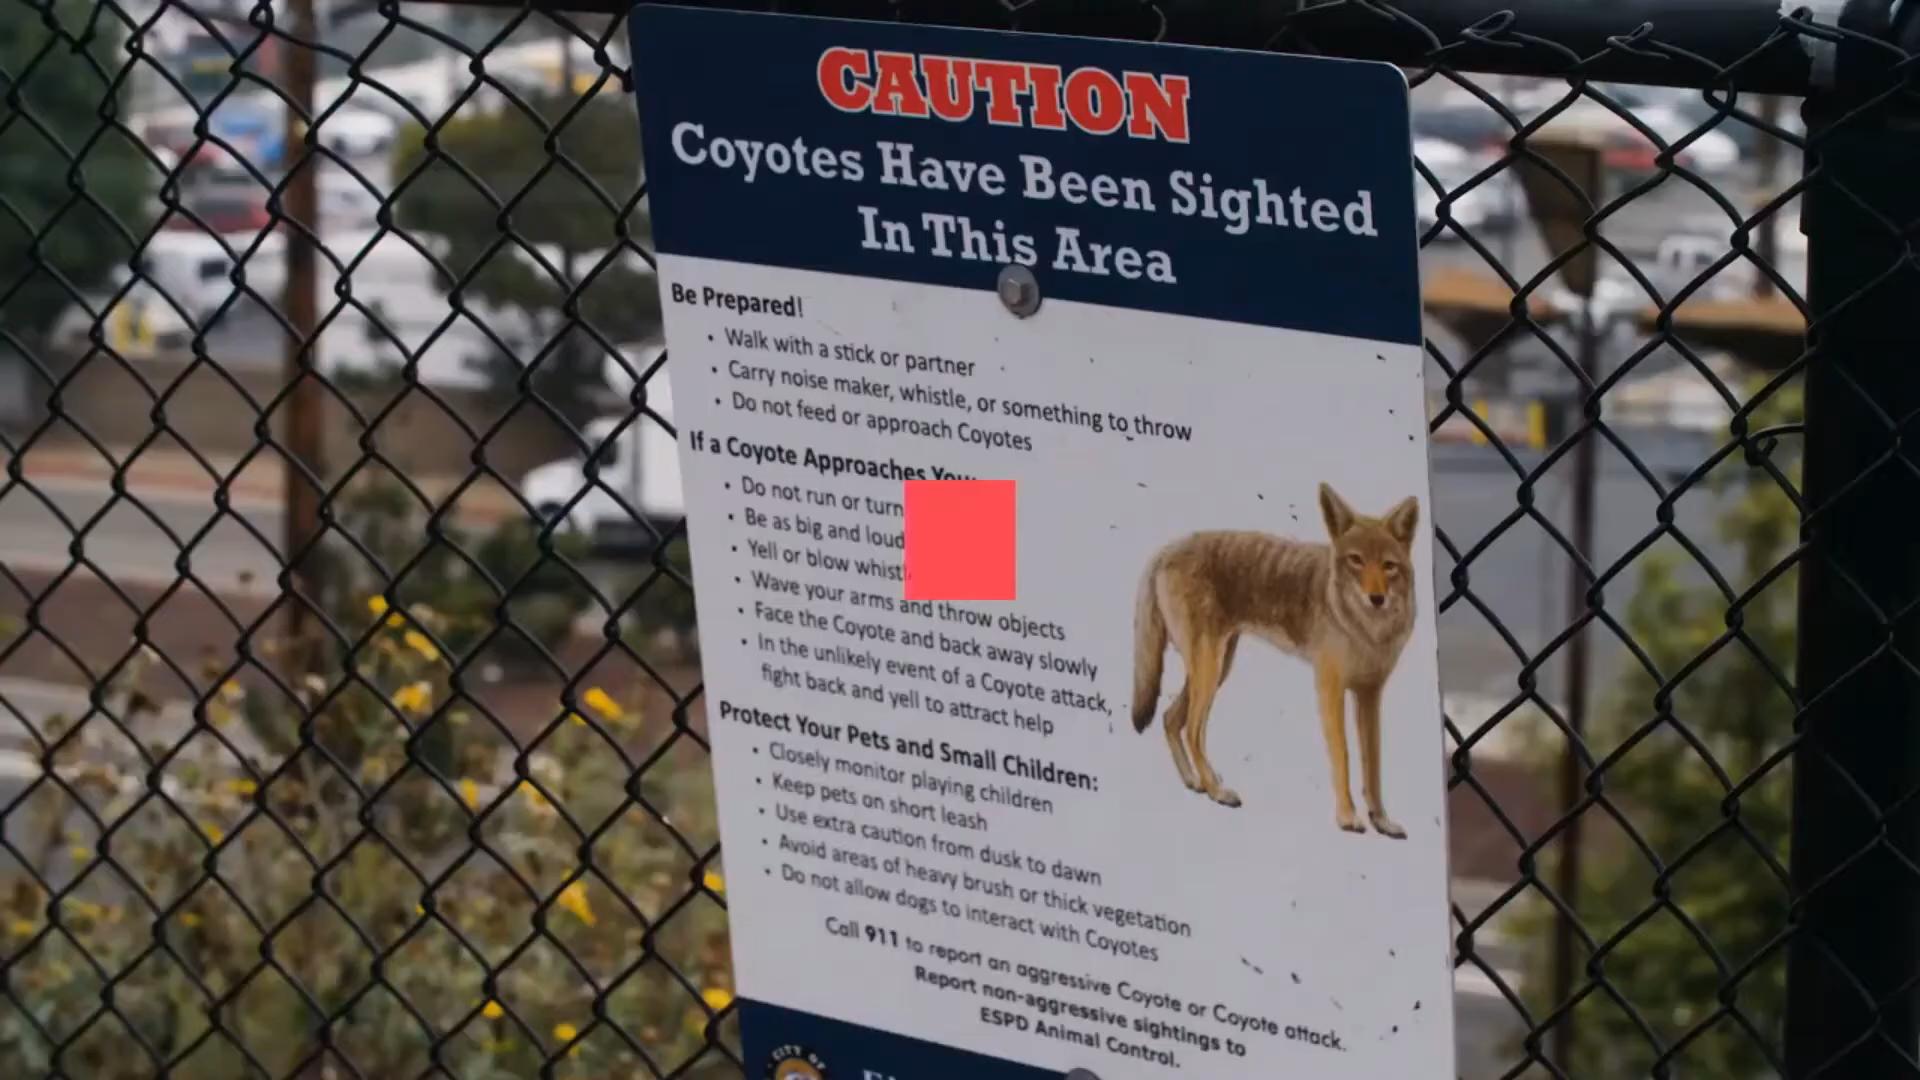 CAUTION
Coyotes Have Been Sighted
In This Area
Be Prepared!
• Walk with a stick or partner
• Carry noise maker, whistle, or something to throw
• Do not feed or approach Coyotes
If a Coyote Approaches You:
• Do not run or turn
• Be as big and loud
• Yell or blow
• Wave your arms and throw objects
• Face the Coyote and back away slowly
• In the unlikely event of a Coyote attack,
fight back and yell to attract help
Protect Your Pets and Small Children:
• Closely monitor playing children
• Keep pets on short leash
• Use extra caution from dusk to dawn
• Avoid areas of heavy brush or thick vegetation
• Do not allow dogs to interact with Coyotes
Call 911 to report an aggressive Coyote or Coyote attack.
Report non-aggressive sightings to
ESPD Animal Control.
CITY OF